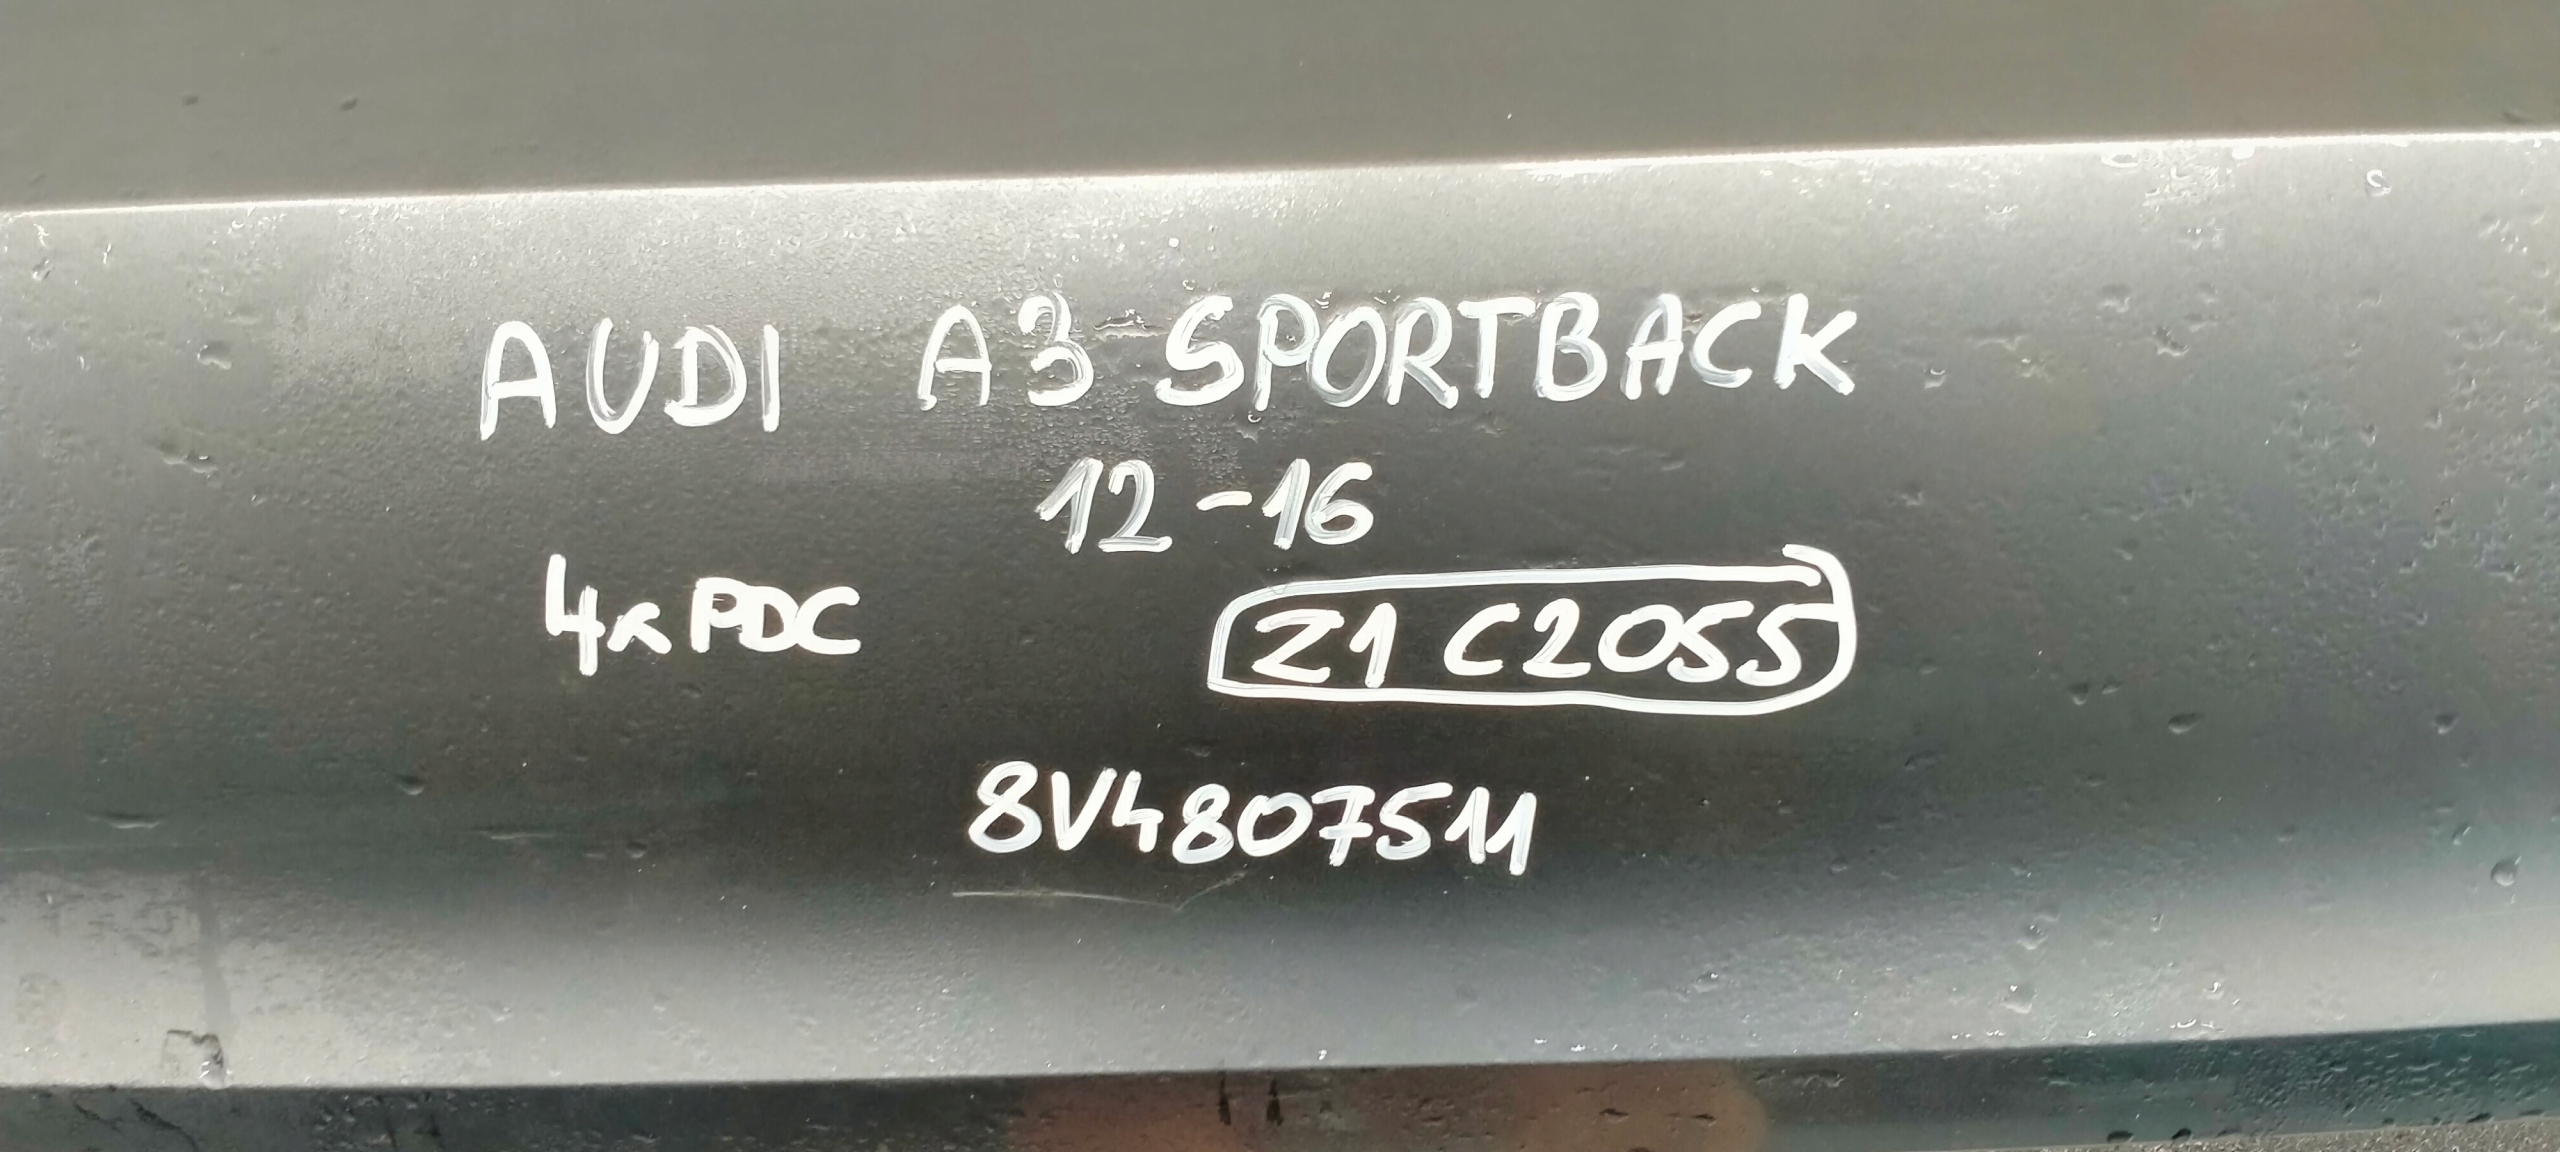 AUDI A3 SPORTBACK
12-16
4x PDC
Z1 C2055
8V4807511